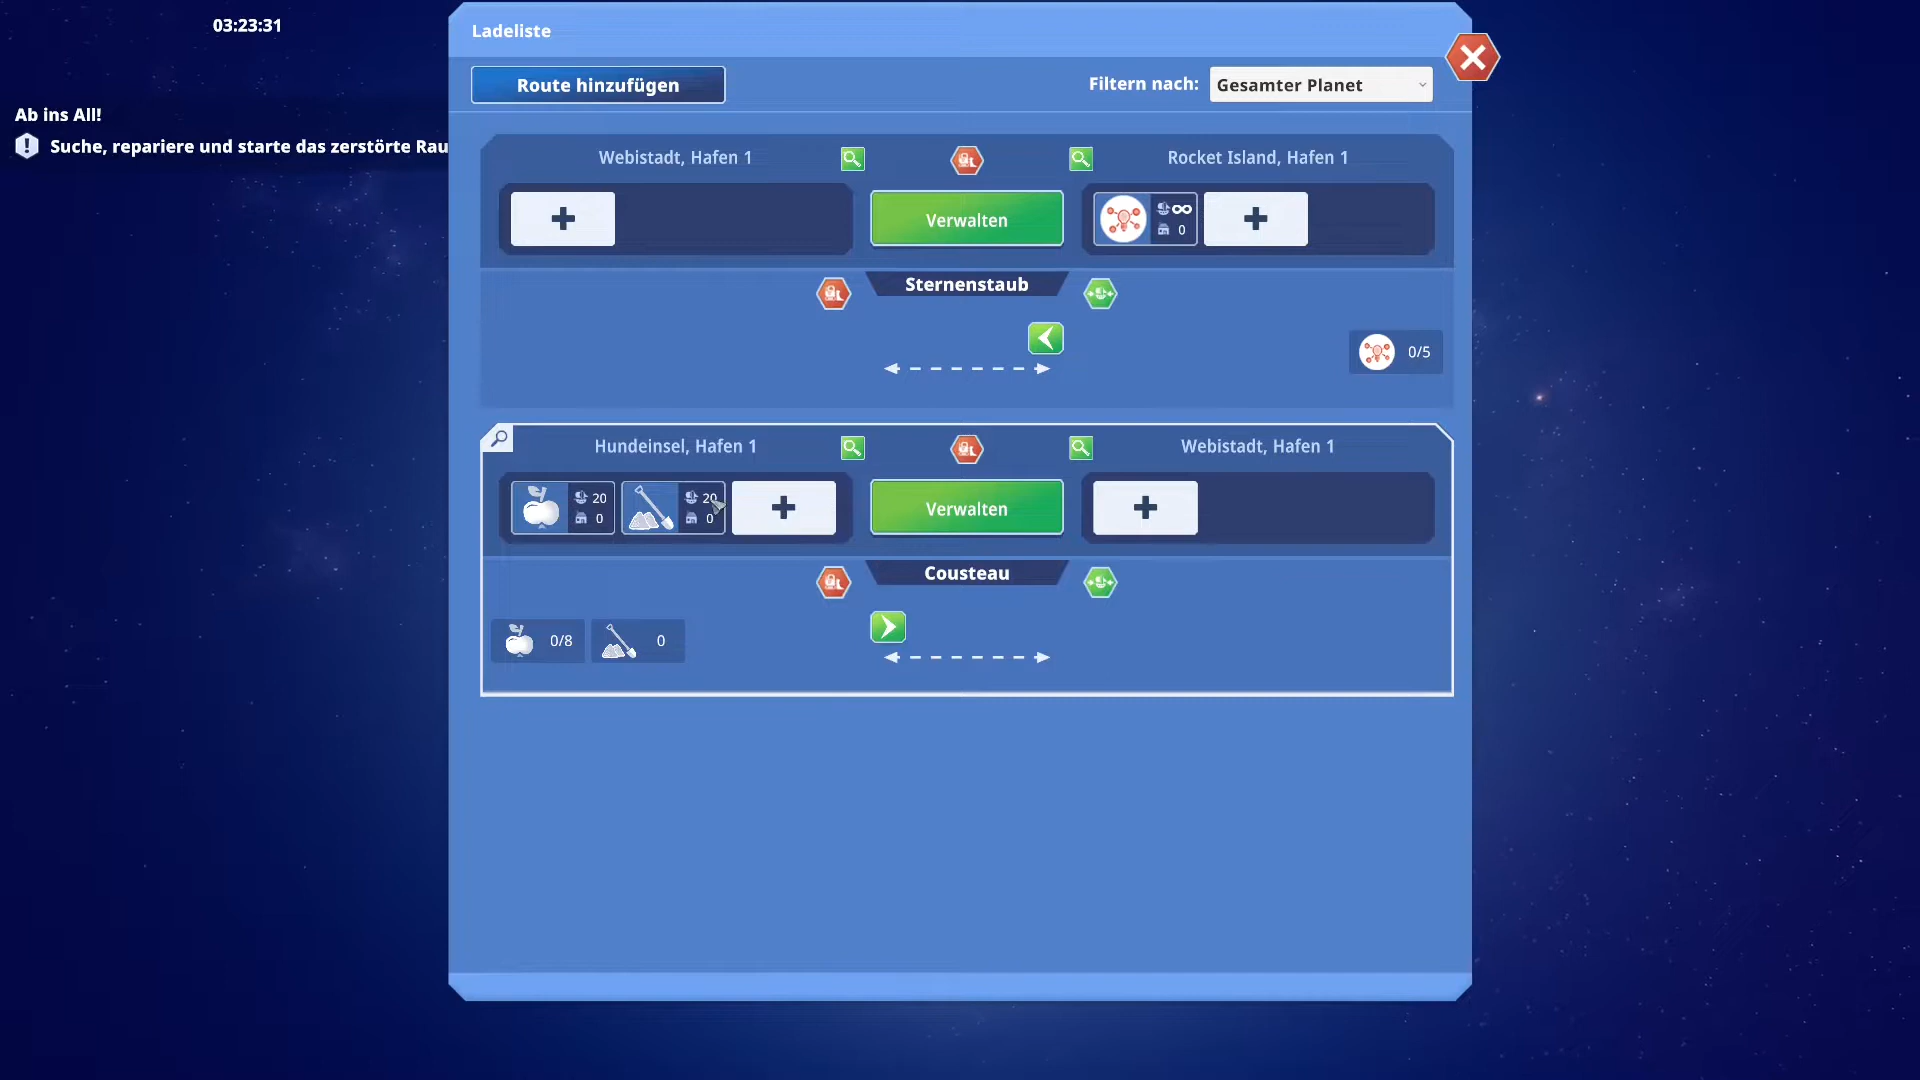 03:23:31
Ladeliste
Route hinzufügen
Filtern nach:
Gesamter Planet
Ab ins All!
Suche, repariere und starte das zerstörte Rau
Webistadt, Hafen 1
Rocket Island, Hafen 1
Verwalten
∞
0
Sternenstaub
0/5
Hundeinsel, Hafen 1
Webistadt, Hafen 1
20
0
20
0
Verwalten
Cousteau
0/8
0